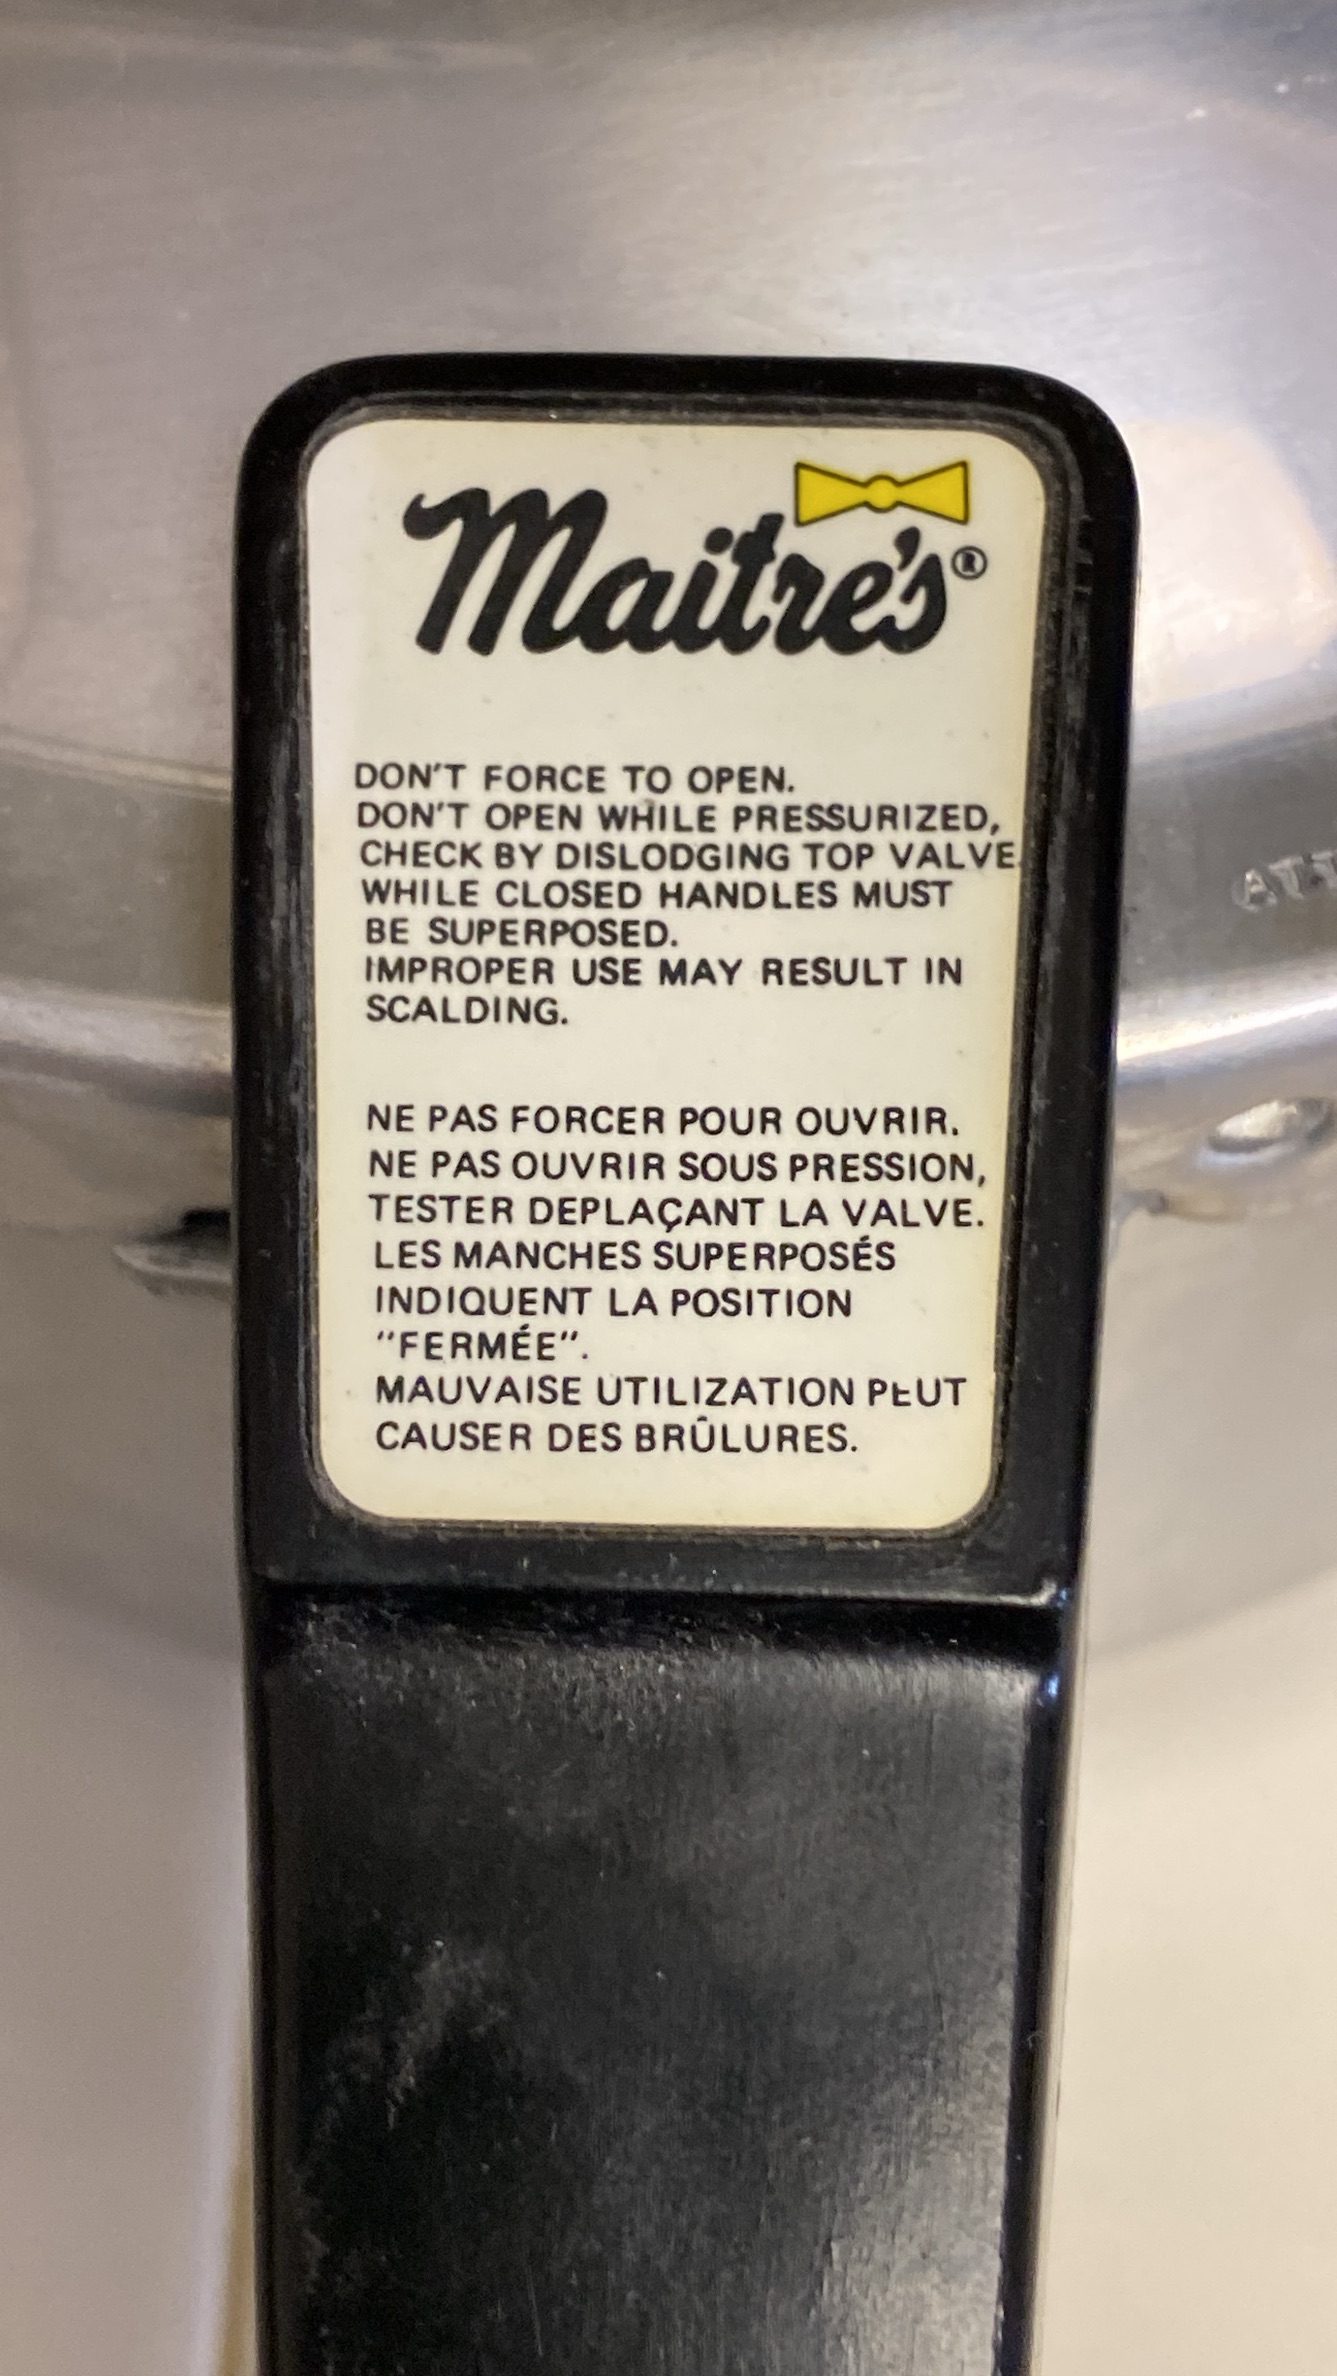 Maitre's®
DON'T FORCE TO OPEN.
DON'T OPEN WHILE PRESSURIZED,
CHECK BY DISLODGING TOP VALVE.
WHILE CLOSED HANDLES MUST
BE SUPERPOSED.
IMPROPER USE MAY RESULT IN
SCALDING.
NE PAS FORCER POUR OUVRIR.
NE PAS OUVRIR SOUS PRESSION,
TESTER DEPLAÇANT LA VALVE.
LES MANCHES SUPERPOSÉS
INDIQUENT LA POSITION
"FERMÉE".
MAUVAISE UTILIZATION PEUT
CAUSER DES BRÛLURES.